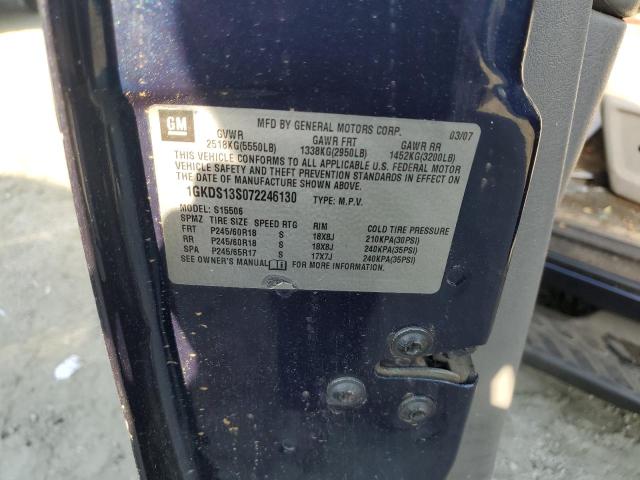 GM
MFD BY GENERAL MOTORS CORP. 03/07
GVWR GAWR FRT GAWR RR
2518KG(5550LB) 1338KG(2950LB) 1452KG(3200LB)
THIS VEHICLE CONFORMS TO ALL APPLICABLE U.S. FEDERAL MOTOR
VEHICLE SAFETY AND THEFT PREVENTION STANDARDS IN EFFECT ON
THE DATE OF MANUFACTURE SHOWN ABOVE.
1GKDS13S072246130 TYPE: M.P.V.
MODEL: S15506
SPMZ TIRE SIZE SPEED RTG RIM COLD TIRE PRESSURE
FRT P245/60R18 S 18X8J 210KPA(30PSI)
RR P245/60R18 S 18X8J 240KPA(35PSI)
SPA P245/65R17 S 17X7J 240KPA(35PSI)
SEE OWNER'S MANUAL FOR MORE INFORMATION.